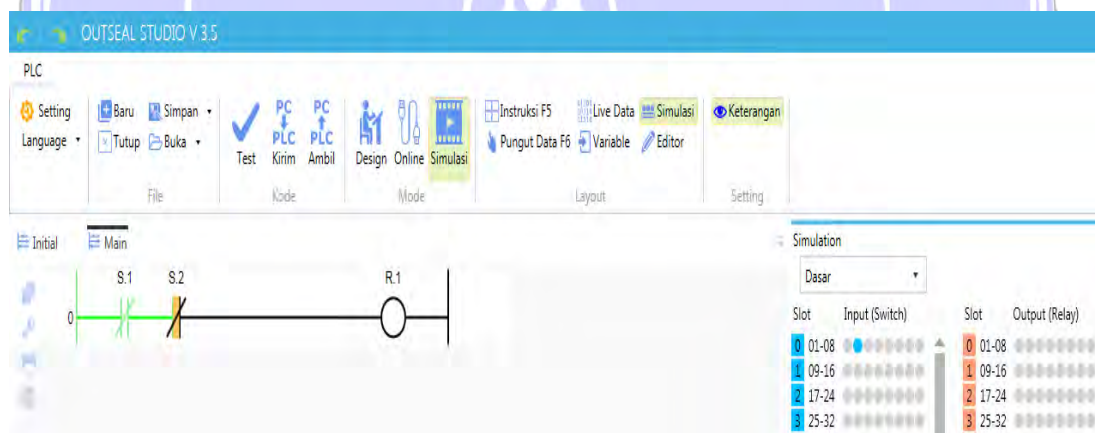 OUTSEAL STUDIO V 3.5
PLC
Setting
Language
Baru Simpan
Tutup Buka
File
PC PLC
PC PLC
Test Kirim Ambil
Kode
Design Online Simulasi
Mode
Instruksi F5 Live Data Simulasi
Pungut Data F6 Variable Editor
Layout
Keterangan
Setting
Initial Main
S.1 S.2 R.1
0
Simulation
Dasar
Slot Input (Switch) Slot Output (Relay)
0 01-08 0 01-08
1 09-16 1 09-16
2 17-24 2 17-24
3 25-32 3 25-32